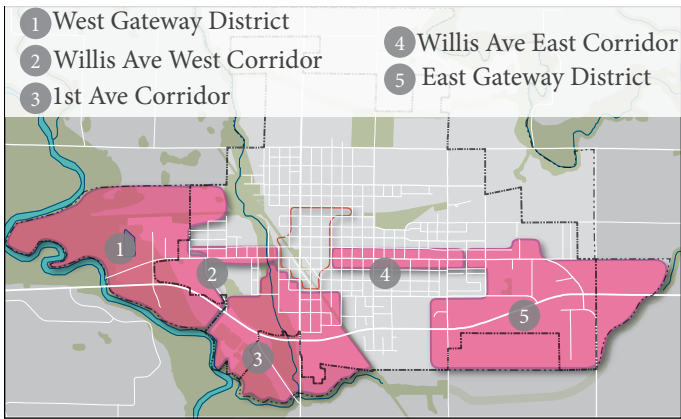 1 West Gateway District
2 Willis Ave West Corridor
3 1st Ave Corridor
4 Willis Ave East Corridor
5 East Gateway District
1
2
4
5
3